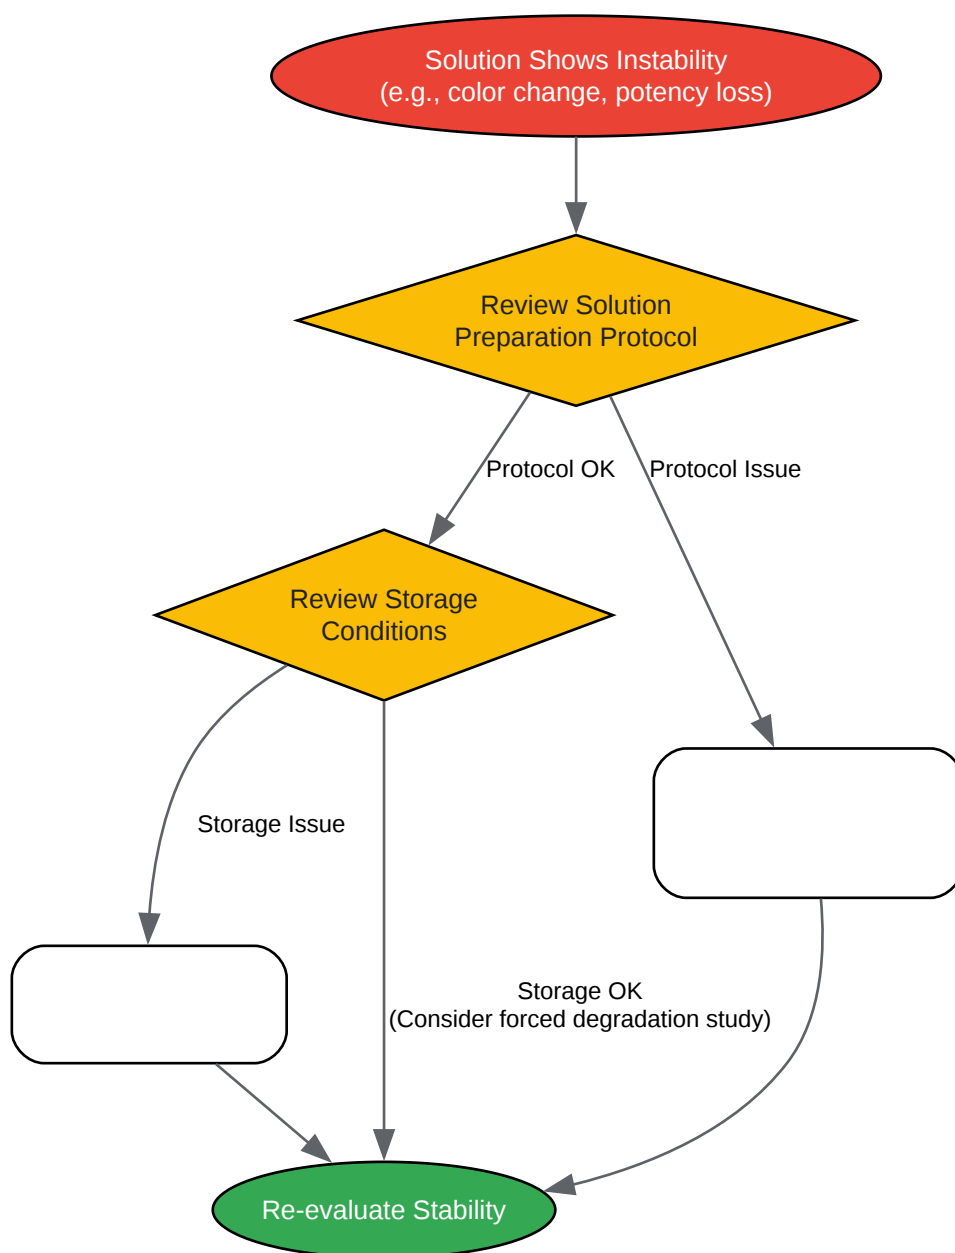 Solution Shows Instability
(e.g., color change, potency loss)
Review Solution
Preparation Protocol
Protocol OK
Protocol Issue
Review Storage
Conditions
Storage Issue
Storage OK
(Consider forced degradation study)
Re-evaluate Stability